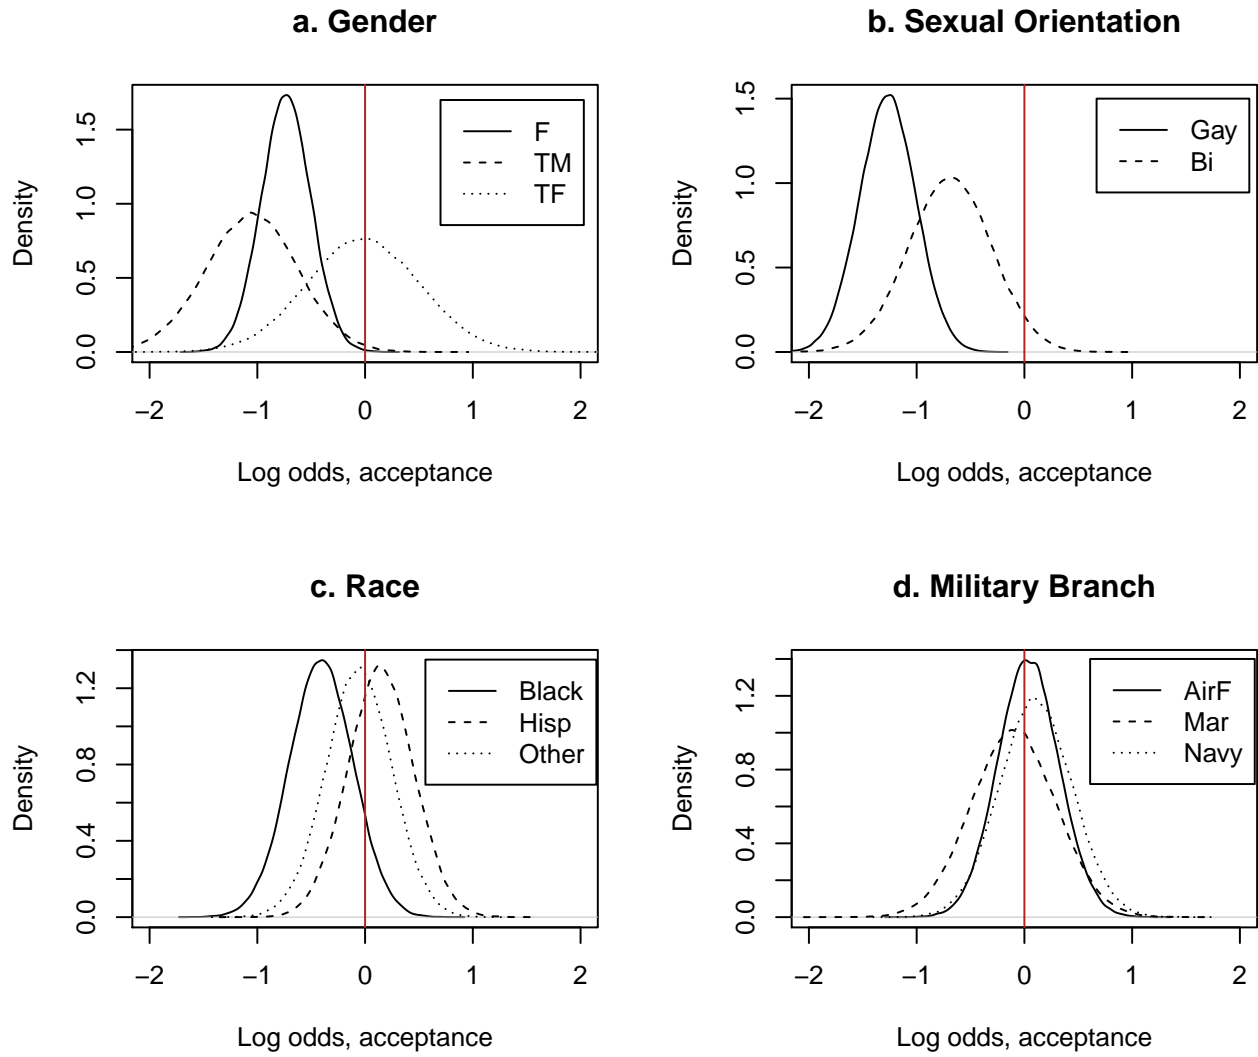 a. Gender
Density
0.0 0.5 1.0 1.5
F
TM
TF
−2 −1 0 1 2
Log odds, acceptance
b. Sexual Orientation
Density
0.0 0.5 1.0 1.5
Gay
Bi
−2 −1 0 1 2
Log odds, acceptance
c. Race
Density
0.0 0.4 0.8 1.2
Black
Hisp
Other
−2 −1 0 1 2
Log odds, acceptance
d. Military Branch
Density
0.0 0.4 0.8 1.2
AirF
Mar
Navy
−2 −1 0 1 2
Log odds, acceptance